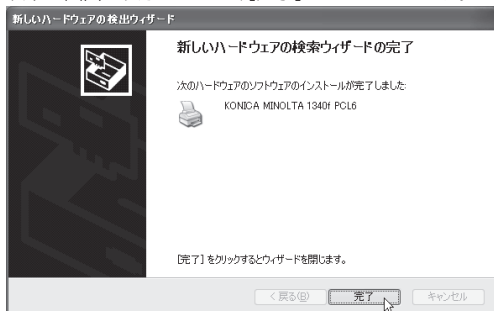 新しいハードウェアの検出ウィザード
新しいハードウェアの検索ウィザードの完了
次のハードウェアのソフトウェアのインストールが完了しました:
KONICA MINOLTA 1340f PCL6
[完了] をクリックするとウィザードを閉じます。
< 戻る(B)
完了
キャンセル